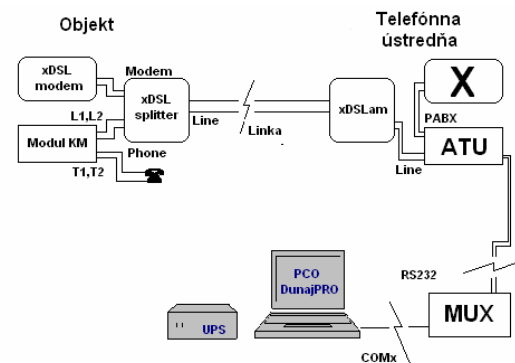 Objekt
Telefónna
ústredňa
xDSL
modem
Modem
xDSL
splitter
L1,L2
Modul KM
Phone
T1,T2
Line
Linka
xDSLam
X
PABX
ATU
Line
RS232
MUX
PCO
DunajPRO
UPS
COMx